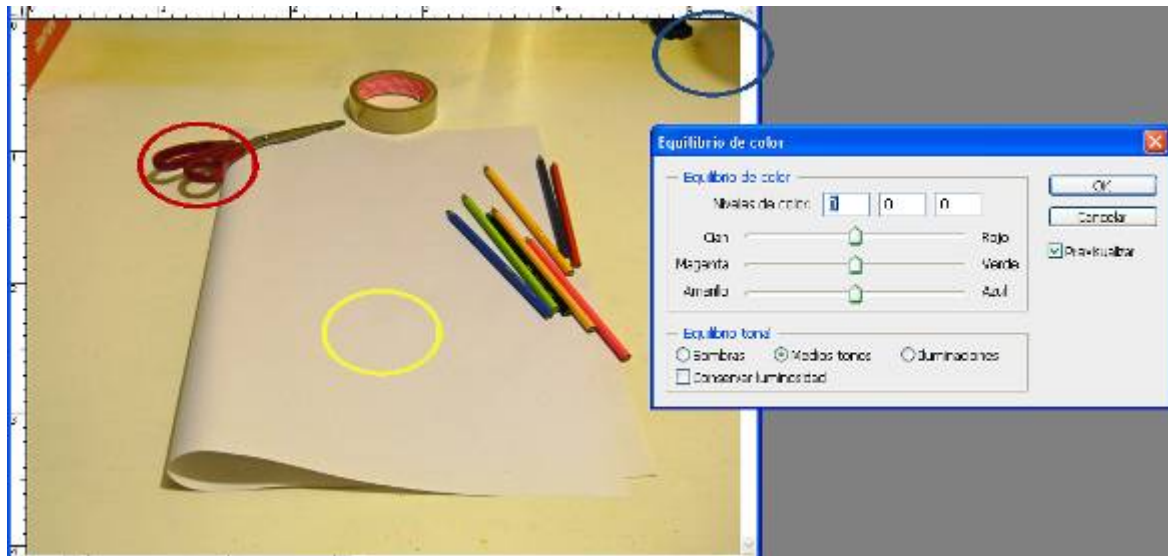 Equilibrio de color
Equilibrio de color
Niveles de color: 0 0 0
OK
Cancelar
Cian Rojo
Previsualizar
Magenta Verde
Amarillo Azul
Equilibrio tonal
Sombras Medios tonos Iluminaciones
Conservar luminosidad